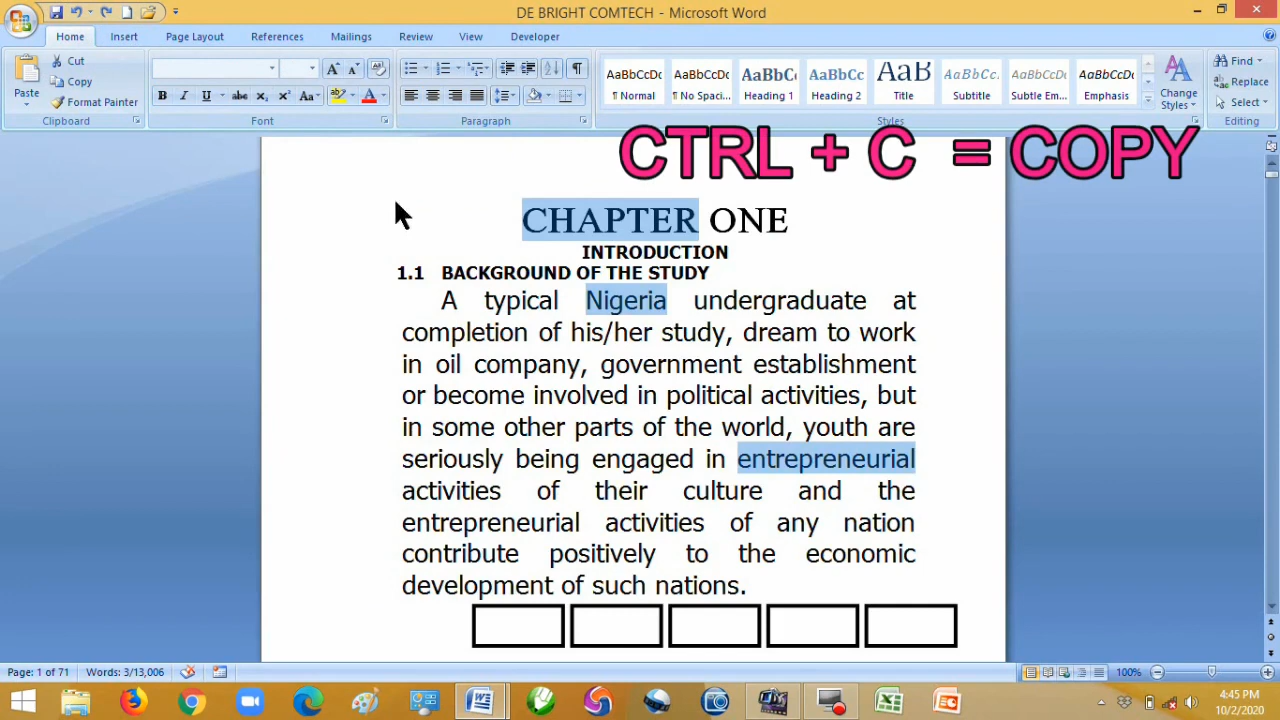 DE BRIGHT COMTECH - Microsoft Word
Home Insert Page Layout References Mailings Review View Developer
Paste
Cut
Copy
Format Painter
Clipboard
B I U abc x₂ x² Aa A
Font
Paragraph
AaBbCcDc AaBbCcDc AaBbCc AaBbCc AaB AaBbCc. AaBbCcDc AaBbCcDc
¶ Normal ¶ No Spaci... Heading 1 Heading 2 Title Subtitle Subtle Em... Emphasis
Styles
Change
Styles
Find
Replace
Select
Editing
CTRL + C = COPY
CHAPTER ONE
INTRODUCTION
1.1 BACKGROUND OF THE STUDY
A typical Nigeria undergraduate at
completion of his/her study, dream to work
in oil company, government establishment
or become involved in political activities, but
in some other parts of the world, youth are
seriously being engaged in entrepreneurial
activities of their culture and the
entrepreneurial activities of any nation
contribute positively to the economic
development of such nations.
Page: 1 of 71 Words: 3/13,006
100%
4:45 PM
10/2/2020